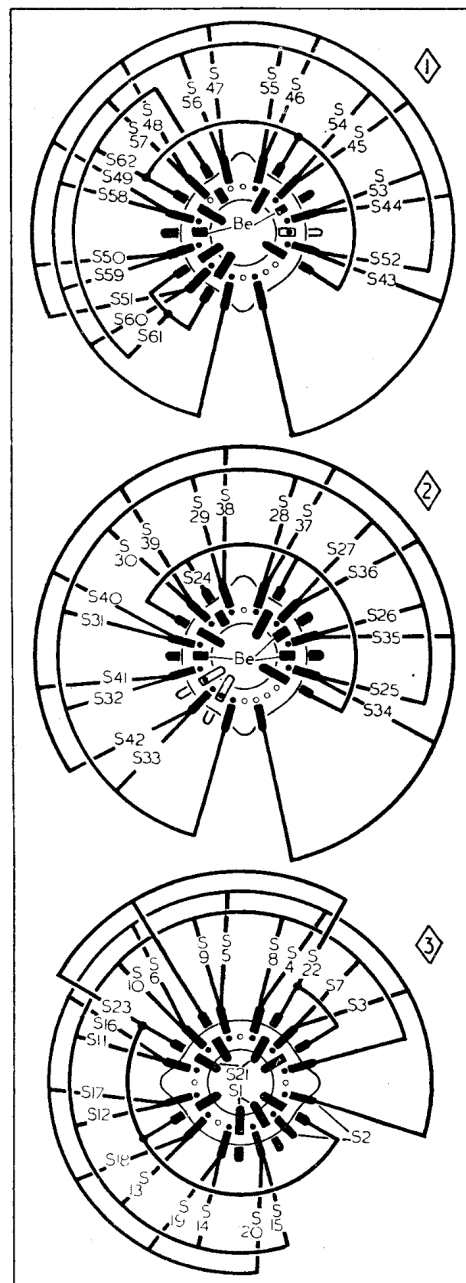 1
S 47
S 56
S 55
S 46
S 48
S 57
S 54
S 45
S62
S49
S58
S 53
S44
Be
S50
S59
S52
S43
S51
S60
S61
2
S 38
S 29
S 28
S 37
S 39
S 30
S24
S27
S36
S40
S31
S26
S35
Be
S41
S32
S25
S34
S42
S33
3
S 9
S 5
S 8
S 4
S 22
S 6
S 10
S7
S3
S23
S16
S11
S21
S1
S17
S12
S2
S18
S 13
S 19
S 14
S 20
S 15